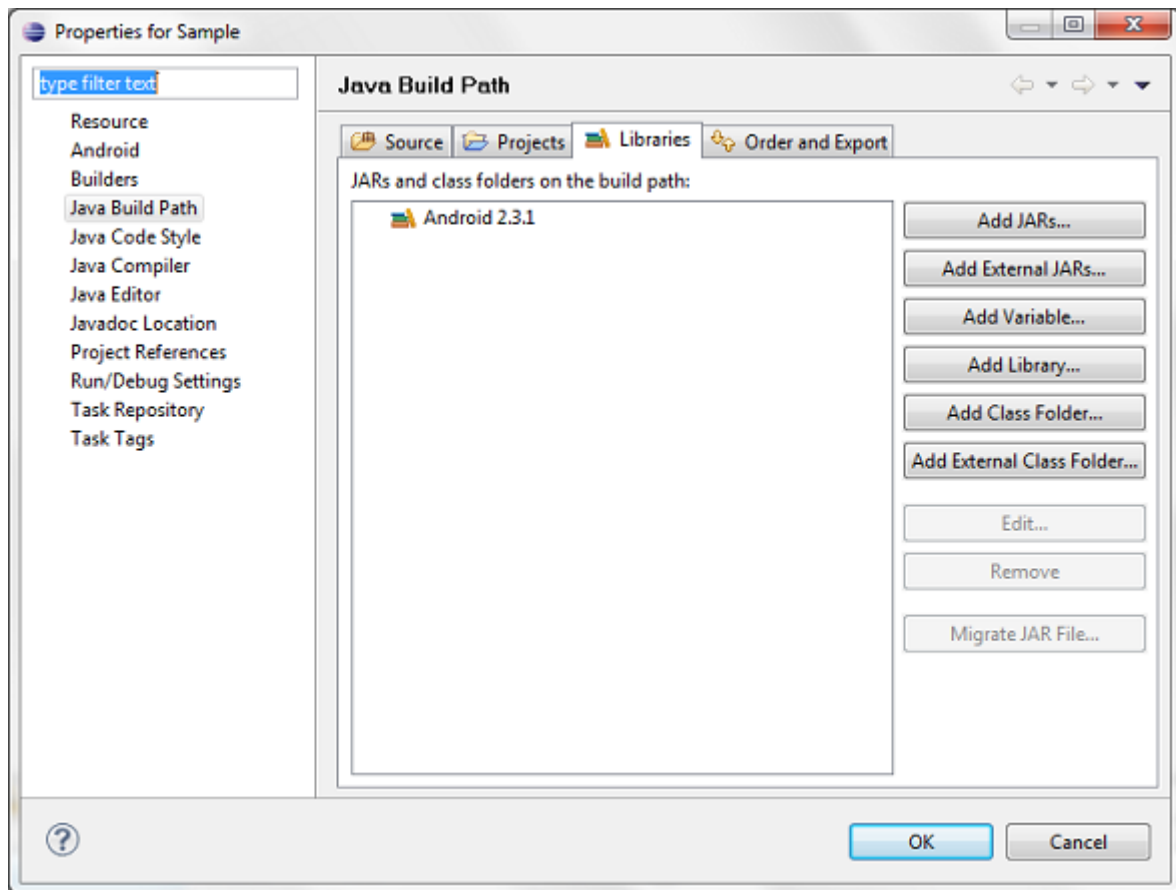 Properties for Sample
type filter text
Resource
Android
Builders
Java Build Path
Java Code Style
Java Compiler
Java Editor
Javadoc Location
Project References
Run/Debug Settings
Task Repository
Task Tags
Java Build Path
Source Projects Libraries Order and Export
JARs and class folders on the build path:
Android 2.3.1
Add JARs...
Add External JARs...
Add Variable...
Add Library...
Add Class Folder...
Add External Class Folder...
Edit...
Remove
Migrate JAR File...
?
OK Cancel